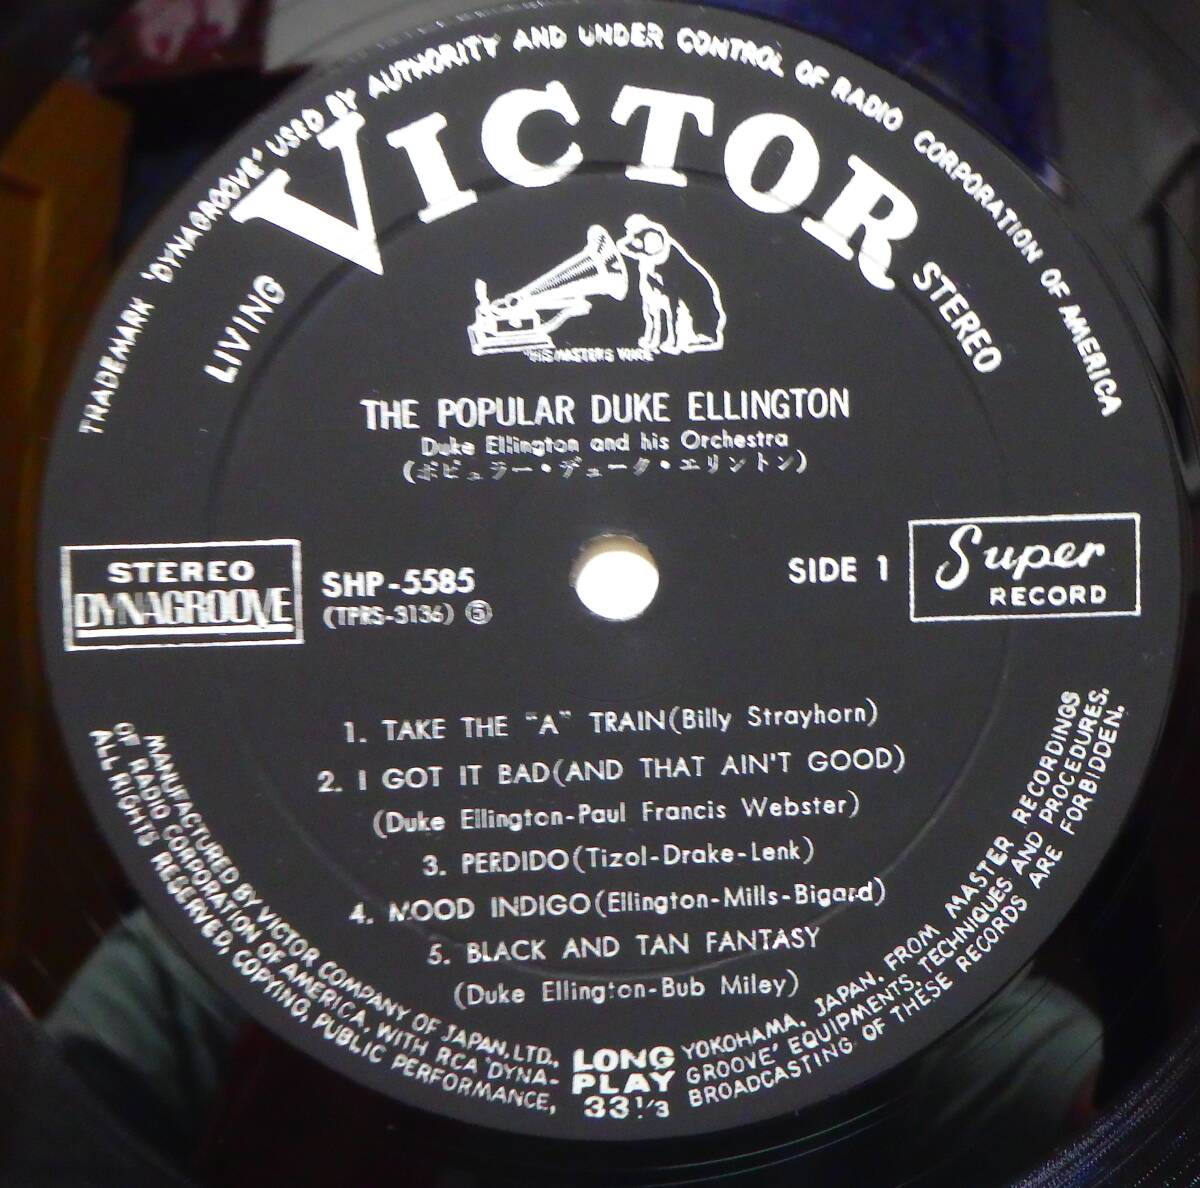 TRADEMARK 'DYNAGROOVE' USED BY AUTHORITY AND UNDER CONTROL OF RADIO CORPORATION OF AMERICA
VICTOR
LIVING
STEREO
"HIS MASTER'S VOICE"
THE POPULAR DUKE ELLINGTON
Duke Ellington and his Orchestra
(ポピュラー・デューク・エリントン)
STEREO
DYNAGROOVE
SHP-5585
(TPRS-3136) ⑤
SIDE 1
Super
RECORD
1. TAKE THE "A" TRAIN(Billy Strayhorn)
2. I GOT IT BAD(AND THAT AIN'T GOOD)
(Duke Ellington-Paul Francis Webster)
3. PERDIDO(Tizol-Drake-Lenk)
4. MOOD INDIGO(Ellington-Mills-Bigard)
5. BLACK AND TAN FANTASY
(Duke Ellington-Bub Miley)
MANUFACTURED BY VICTOR COMPANY OF JAPAN, LTD., YOKOHAMA, JAPAN, FROM MASTER RECORDINGS
OF RADIO CORPORATION OF AMERICA, WITH RCA 'DYNA-GROOVE' EQUIPMENTS, TECHNIQUES AND PROCEDURES.
ALL RIGHTS RESERVED, COPYING, PUBLIC PERFORMANCE, BROADCASTING OF THESE RECORDS ARE FORBIDDEN.
LONG
PLAY
33 1/3